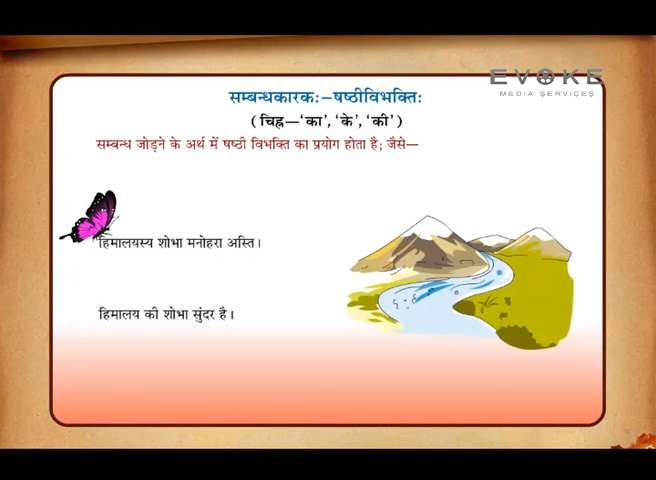 EVOKE
MEDIA SERVICES
सम्बन्धकारकः–षष्ठीविभक्तिः
(चिह्न—‘का’, ‘के’, ‘की’)
सम्बन्ध जोड़ने के अर्थ में षष्ठी विभक्ति का प्रयोग होता है; जैसे—
हिमालयस्य शोभा मनोहरा अस्ति।
हिमालय की शोभा सुंदर है।